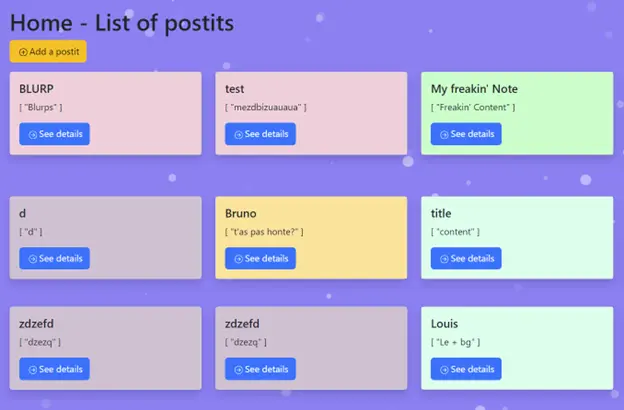 Home - List of postits
Add a postit
BLURP
[ "Blurps" ]
See details
test
[ "mezdbizuauaua" ]
See details
My freakin' Note
[ "Freakin' Content" ]
See details
d
[ "d" ]
See details
Bruno
[ "t'as pas honte?" ]
See details
title
[ "content" ]
See details
zdzefd
[ "dzezq" ]
See details
zdzefd
[ "dzezq" ]
See details
Louis
[ "Le + bg" ]
See details